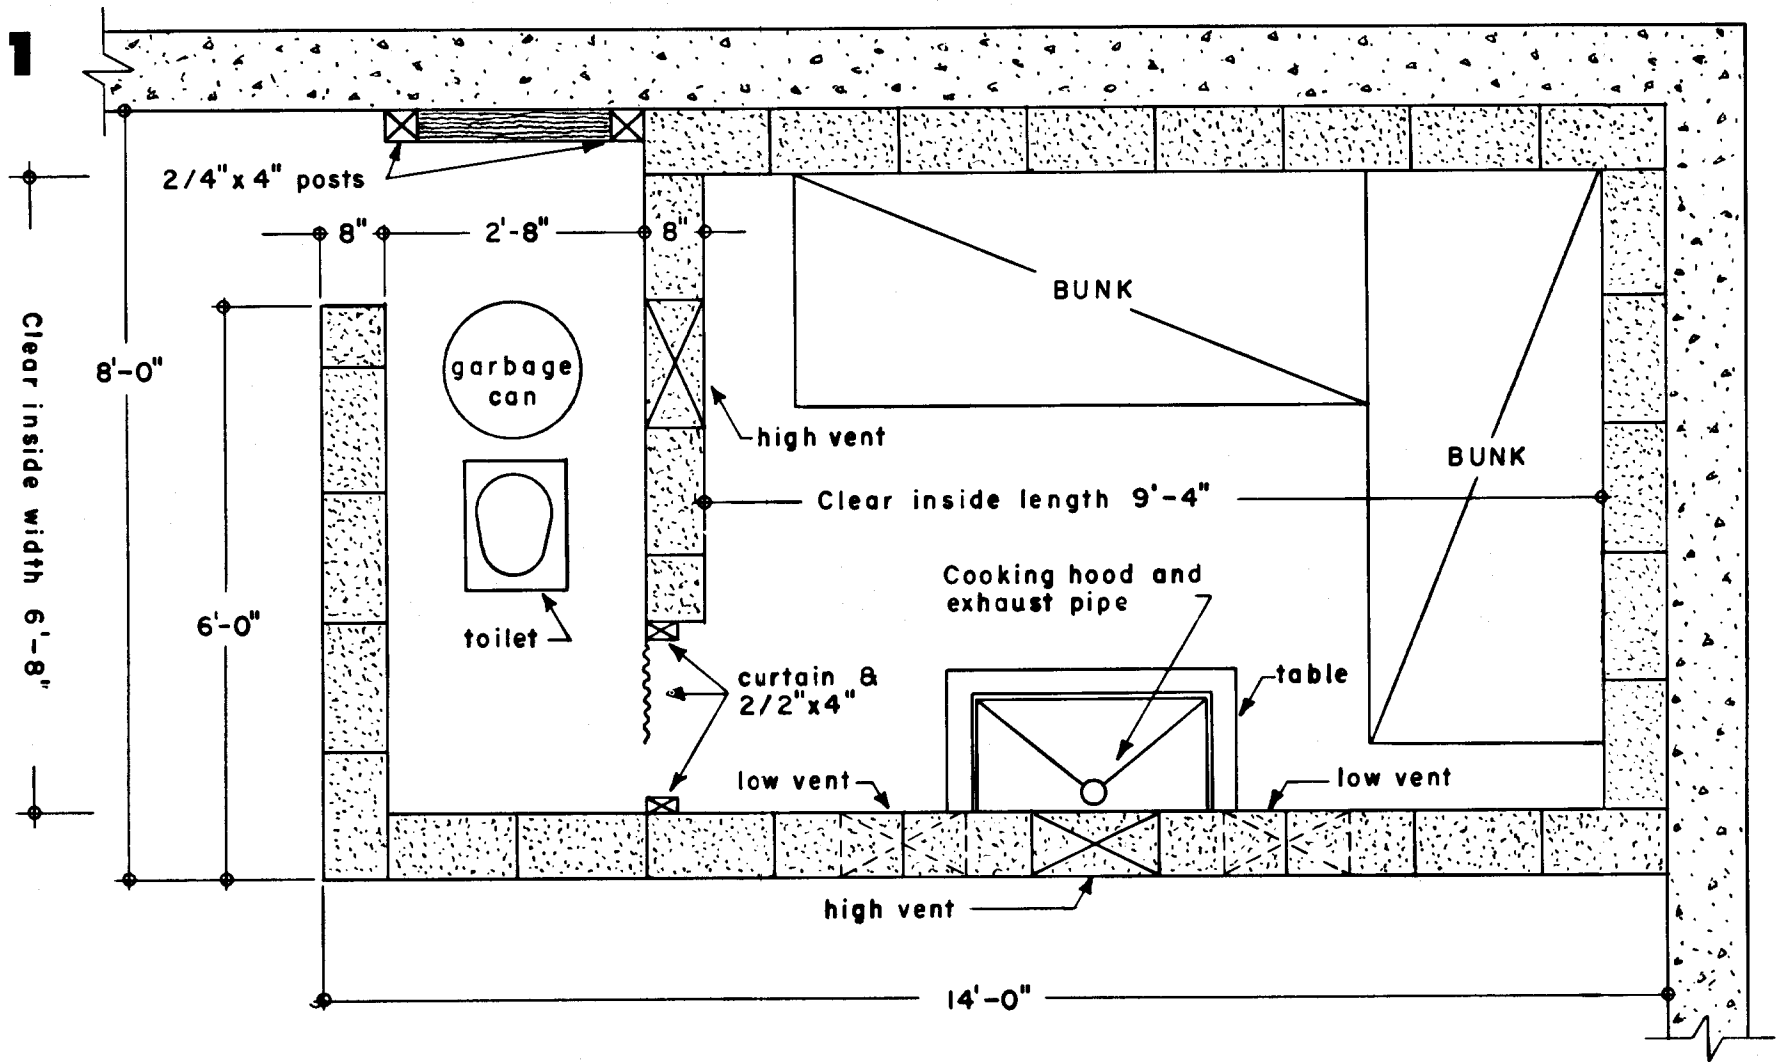 1
2/4"x4" posts
8"
2'-8"
8"
BUNK
garbage
can
8'-0"
Clear inside width 6'-8"
high vent
BUNK
Clear inside length 9'-4"
Cooking hood and
exhaust pipe
6'-0"
toilet
curtain &
2/2"x4"
table
low vent
low vent
high vent
14'-0"